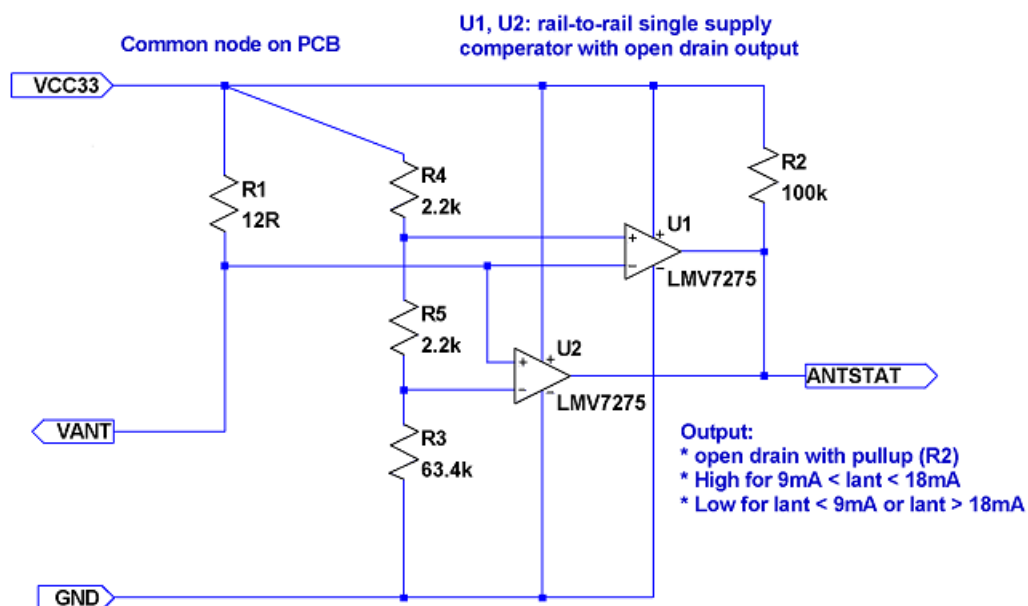 Common node on PCB
U1, U2: rail-to-rail single supply
comperator with open drain output
VCC33
R1
12R
R4
2.2k
R2
100k
+
-
+
-
U1
LMV7275
R5
2.2k
+
-
+
-
U2
LMV7275
ANTSTAT
VANT
R3
63.4k
Output:
* open drain with pullup (R2)
* High for 9mA < Iant < 18mA
* Low for Iant < 9mA or Iant > 18mA
GND